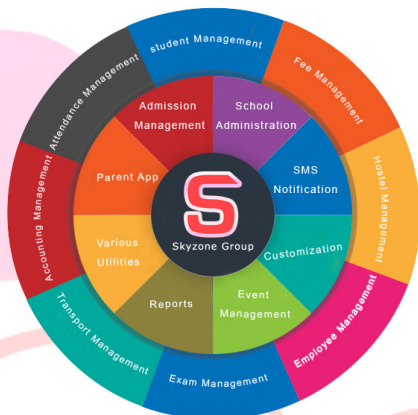 student Management
Fee Management
Hostel Management
Employee Management
Exam Management
Transport Management
Accounting Management
Attendance Management
Admission
Management
School
Administration
SMS
Notification
Customization
Event
Management
Reports
Various
Utilities
Parent App
S
Skyzone Group